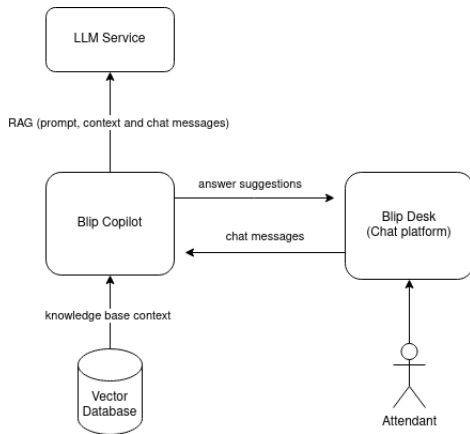 LLM Service
RAG (prompt, context and chat messages)
Blip Copilot
answer suggestions
chat messages
Blip Desk
(Chat platform)
knowledge base context
Vector
Database
Attendant